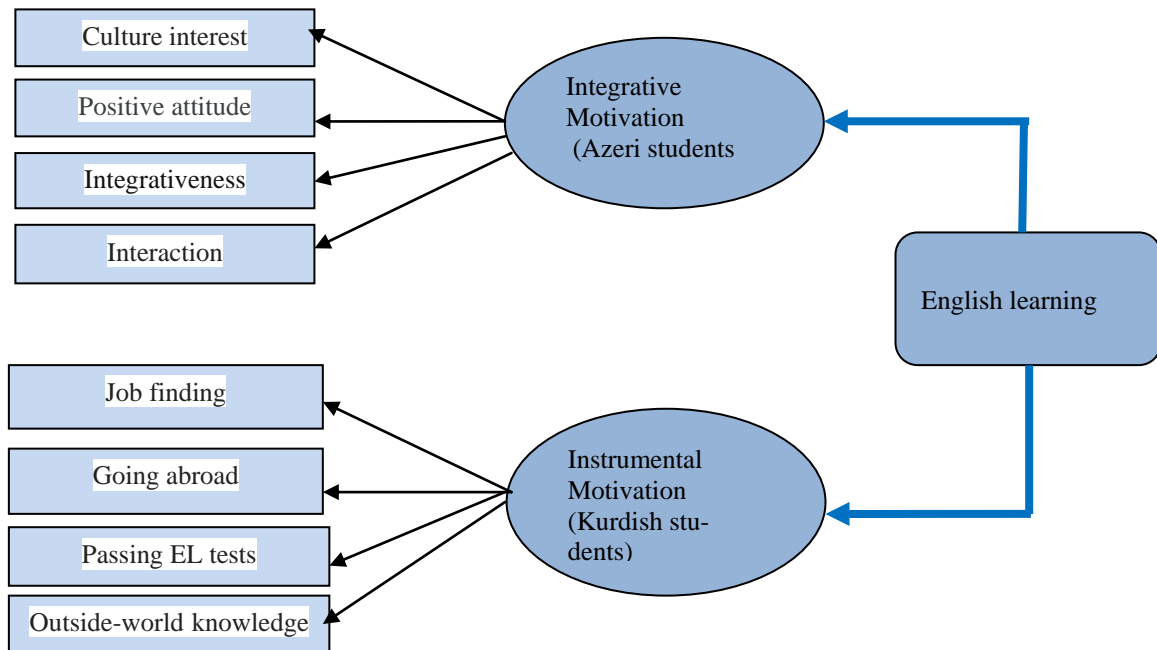 Culture interest
Positive attitude
Integrativeness
Interaction
Integrative
Motivation
(Azeri students
English learning
Job finding
Going abroad
Passing EL tests
Outside-world knowledge
Instrumental
Motivation
(Kurdish stu-
dents)